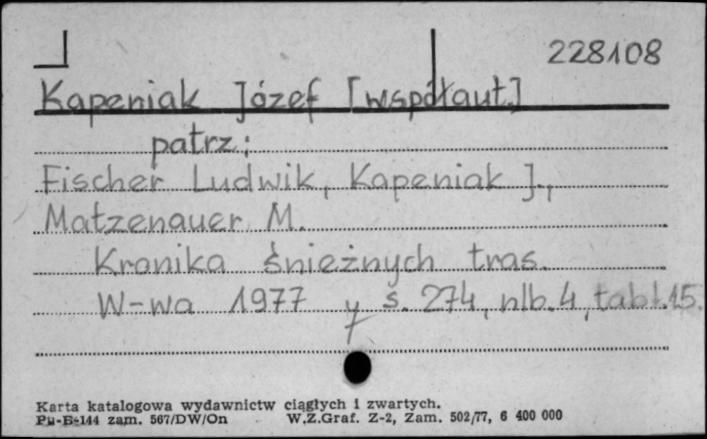 228108
Kapeniak Józef [współaut.]
patrz:
Fischer Ludwik, Kapeniak J.,
Matzenauer M.
Kronika śnieżnych tras.
W-wa 1977 y s. 274, nlb. 4, tabl. 15.
Karta katalogowa wydawnictw ciągłych i zwartych.
Pu-B-144 zam. 567/DW/On W.Z.Graf. Z-2, Zam. 502/77, 6 400 000